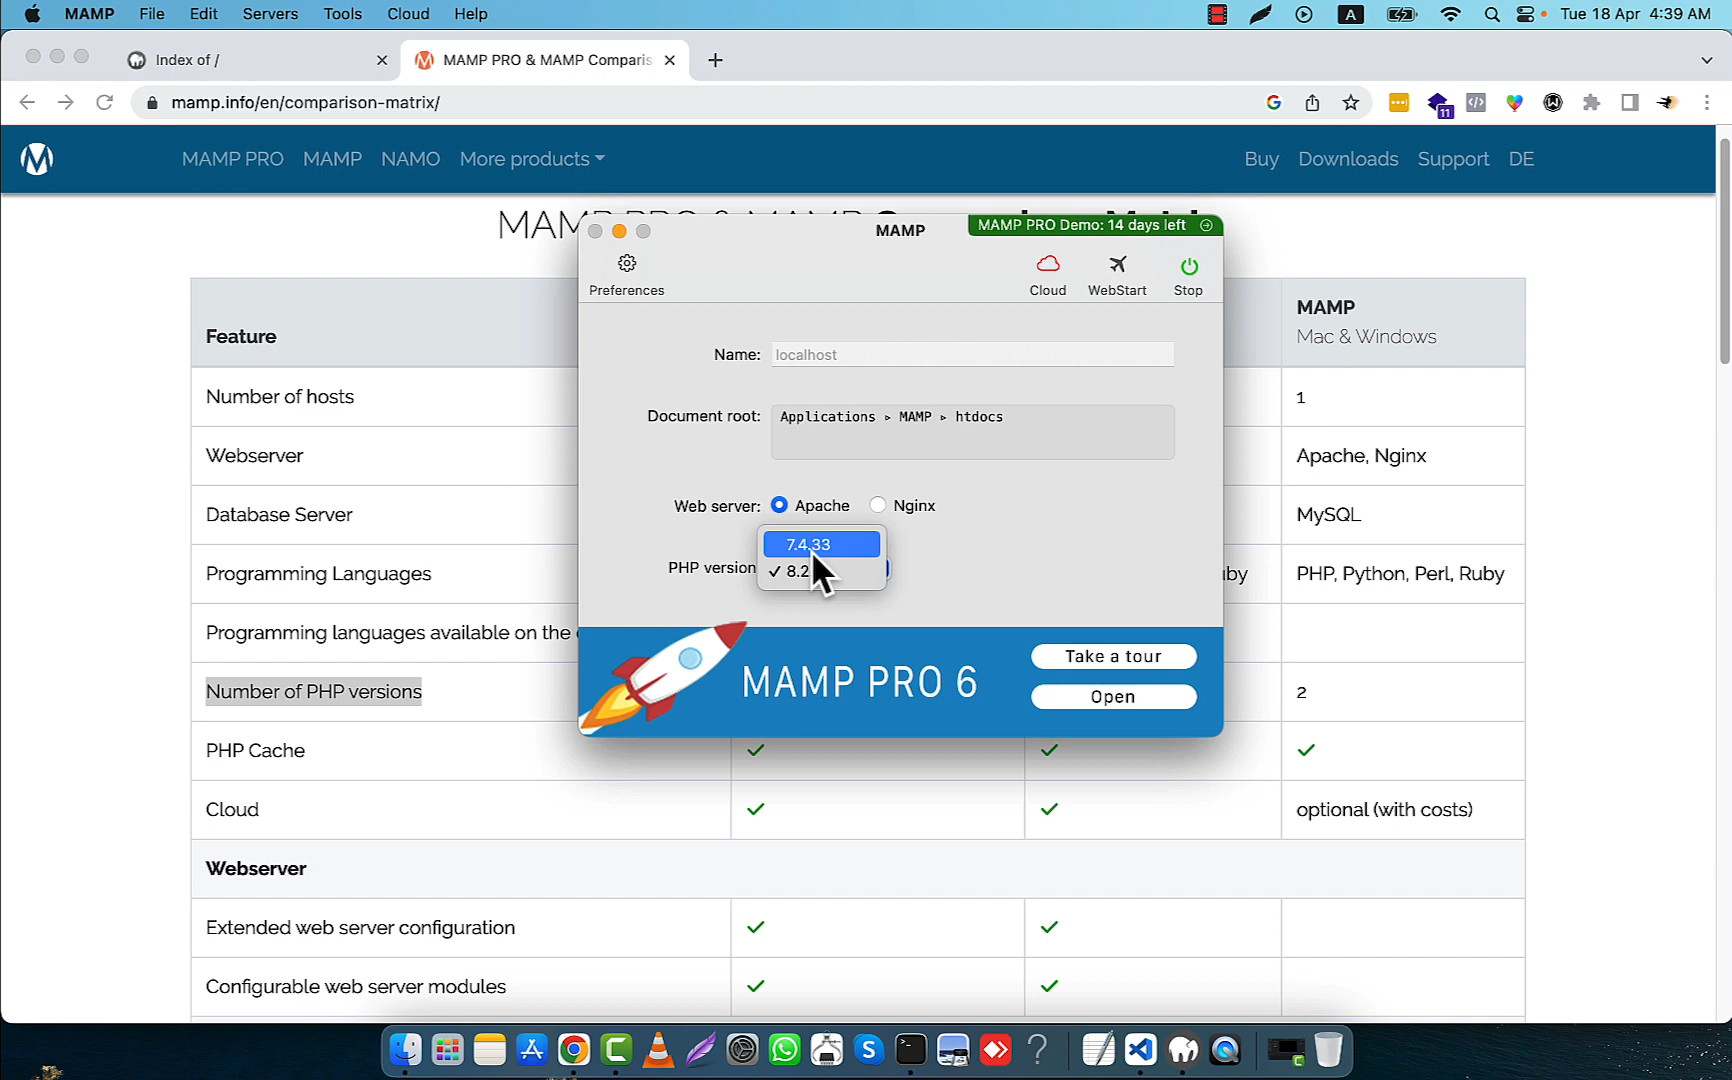 MAMP File Edit Servers Tools Cloud Help A Tue 18 Apr 4:39 AM
Index of / MAMP PRO & MAMP Comparis
mamp.info/en/comparison-matrix/ 11
MAMP PRO MAMP NAMO More products Buy Downloads Support DE
MAMP PRO & MAMP
MAMP
MAMP PRO Demo: 14 days left
Preferences Cloud WebStart Stop
Name: localhost
Document root: Applications ▹ MAMP ▹ htdocs
Web server: Apache Nginx
7.4.33
PHP version ✓ 8.2
MAMP PRO 6
Take a tour
Open
Feature MAMP
Mac & Windows
Number of hosts 1
Webserver Apache, Nginx
Database Server MySQL
Programming Languages by PHP, Python, Perl, Ruby
Programming languages available on the
Number of PHP versions 2
PHP Cache ✓ ✓ ✓
Cloud ✓ ✓ optional (with costs)
Webserver
Extended web server configuration ✓ ✓
Configurable web server modules ✓ ✓